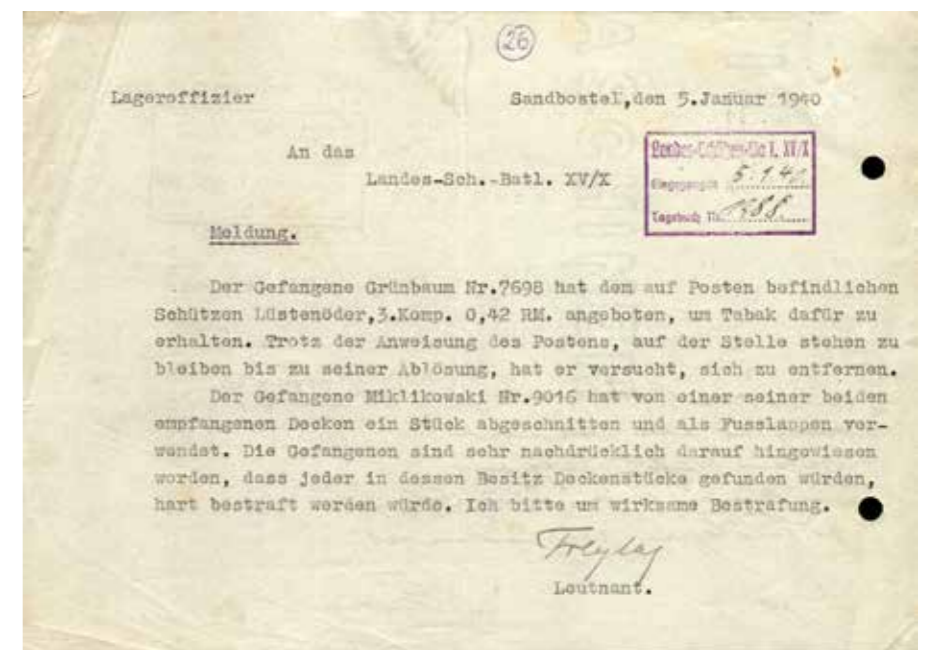 26
Lageroffizier
Sandbostel,den 5.Januar 1940
An das
Landes-Sch.-Batl. XV/X
5.1.40.
Tagebuch Nr. 1988.
Meldung.
Der Gefangene Grünbaum Nr.7698 hat dem auf Posten befindlichen
Schützen Lüstenöder,3.Komp. 0,42 RM. angeboten, um Tabak dafür zu
erhalten. Trotz der Anweisung des Postens, auf der Stelle stehen zu
bleiben bis zu seiner Ablösung, hat er versucht, sich zu entfernen.
Der Gefangene Miklikowski Nr.9016 hat von einer seiner beiden
empfangenen Decken ein Stück abgeschnitten und als Fusslappen ver-
wendet. Die Gefangenen sind sehr nachdrücklich darauf hingewiesen
worden, dass jeder in dessen Besitz Deckenstücke gefunden würden,
hart bestraft werden würde. Ich bitte um wirksame Bestrafung.
Freytag
Leutnant.